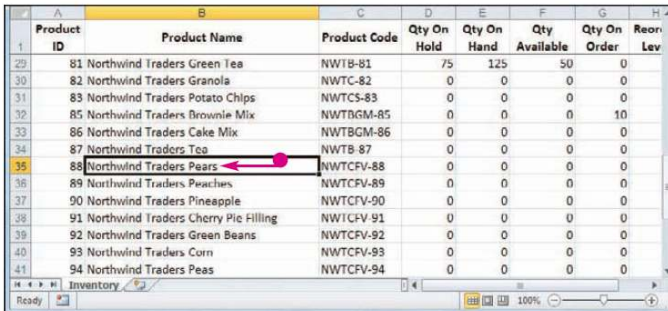 A B C D E F G H
1 Product ID Product Name Product Code Qty On Hold Qty On Hand Qty Available Qty On Order Reor Lev
29 81 Northwind Traders Green Tea NWTB-81 75 125 50 0
30 82 Northwind Traders Granola NWTC-82 0 0 0 0
31 83 Northwind Traders Potato Chips NWTCS-83 0 0 0 0
32 85 Northwind Traders Brownie Mix NWTBGM-85 0 0 0 10
33 86 Northwind Traders Cake Mix NWTBGM-86 0 0 0 0
34 87 Northwind Traders Tea NWTB-87 0 0 0 0
35 88 Northwind Traders Pears NWTCFV-88 0 0 0 0
36 89 Northwind Traders Peaches NWTCFV-89 0 0 0 0
37 90 Northwind Traders Pineapple NWTCFV-90 0 0 0 0
38 91 Northwind Traders Cherry Pie Filling NWTCFV-91 0 0 0 0
39 92 Northwind Traders Green Beans NWTCFV-92 0 0 0 0
40 93 Northwind Traders Corn NWTCFV-93 0 0 0 0
41 94 Northwind Traders Peas NWTCFV-94 0 0 0 0
Inventory
Ready 100%